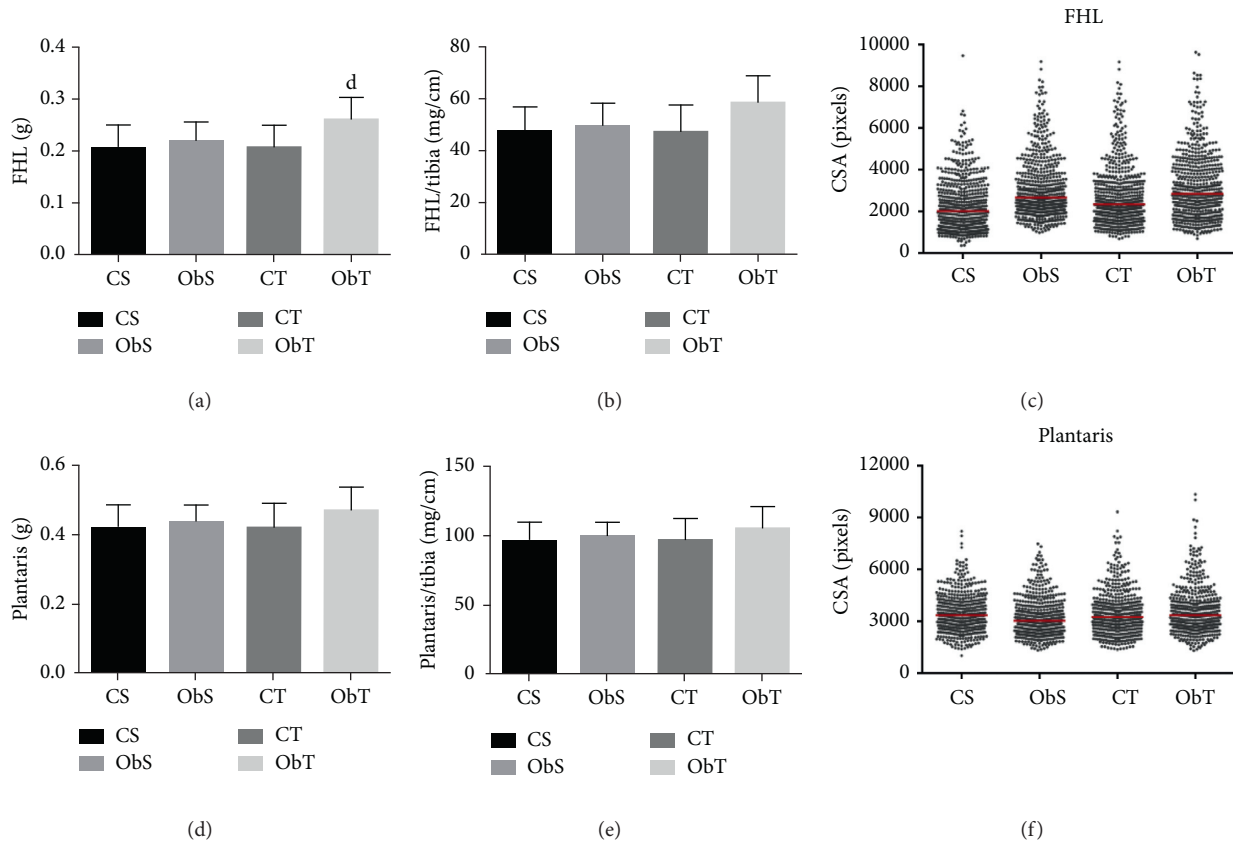 0.4
0.3
0.2
0.1
0.0
FHL (g)
d
CS ObS CT ObT
CS CT
ObS ObT
(a)
80
60
40
20
0
FHL/tibia (mg/cm)
CS ObS CT ObT
CS CT
ObS ObT
(b)
FHL
10000
8000
6000
4000
2000
0
CSA (pixels)
CS ObS CT ObT
(c)
0.6
0.4
0.2
0.0
Plantaris (g)
CS ObS CT ObT
CS CT
ObS ObT
(d)
150
100
50
0
Plantaris/tibia (mg/cm)
CS ObS CT ObT
CS CT
ObS ObT
(e)
Plantaris
12000
9000
6000
3000
0
CSA (pixels)
CS ObS CT ObT
(f)